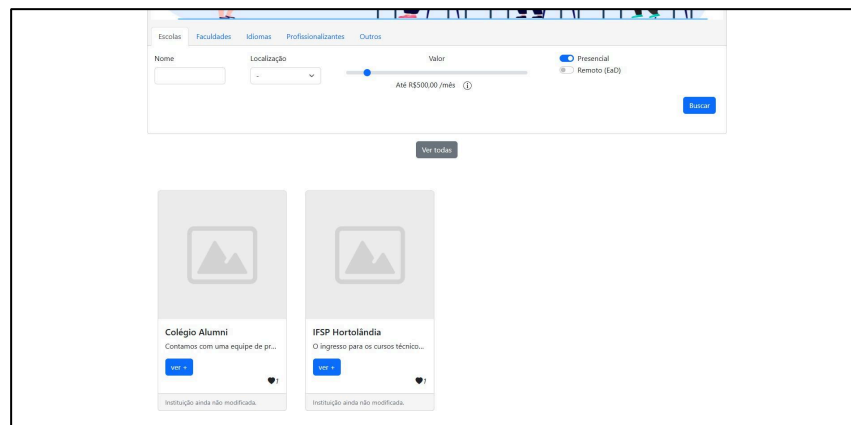 Escolas Faculdades Idiomas Profissionalizantes Outros
Nome Localização Valor Presencial
- Remoto (EaD)
Até R$500,00 /mês
Buscar
Ver todas
Colégio Alumni
Contamos com uma equipe de pr...
ver +
1
Instituição ainda não modificada.
IFSP Hortolândia
O ingresso para os cursos técnico...
ver +
1
Instituição ainda não modificada.